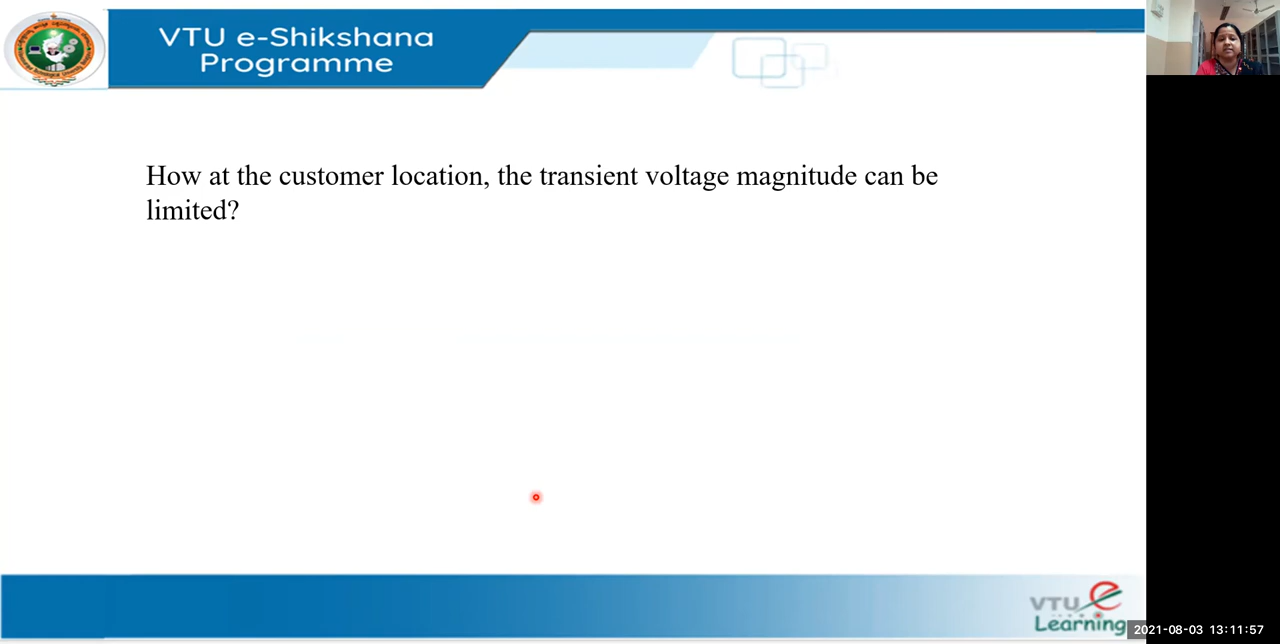 VTU e-Shikshana
Programme
How at the customer location, the transient voltage magnitude can be
limited?
VTU e
Learning
2021-08-03 13:11:57